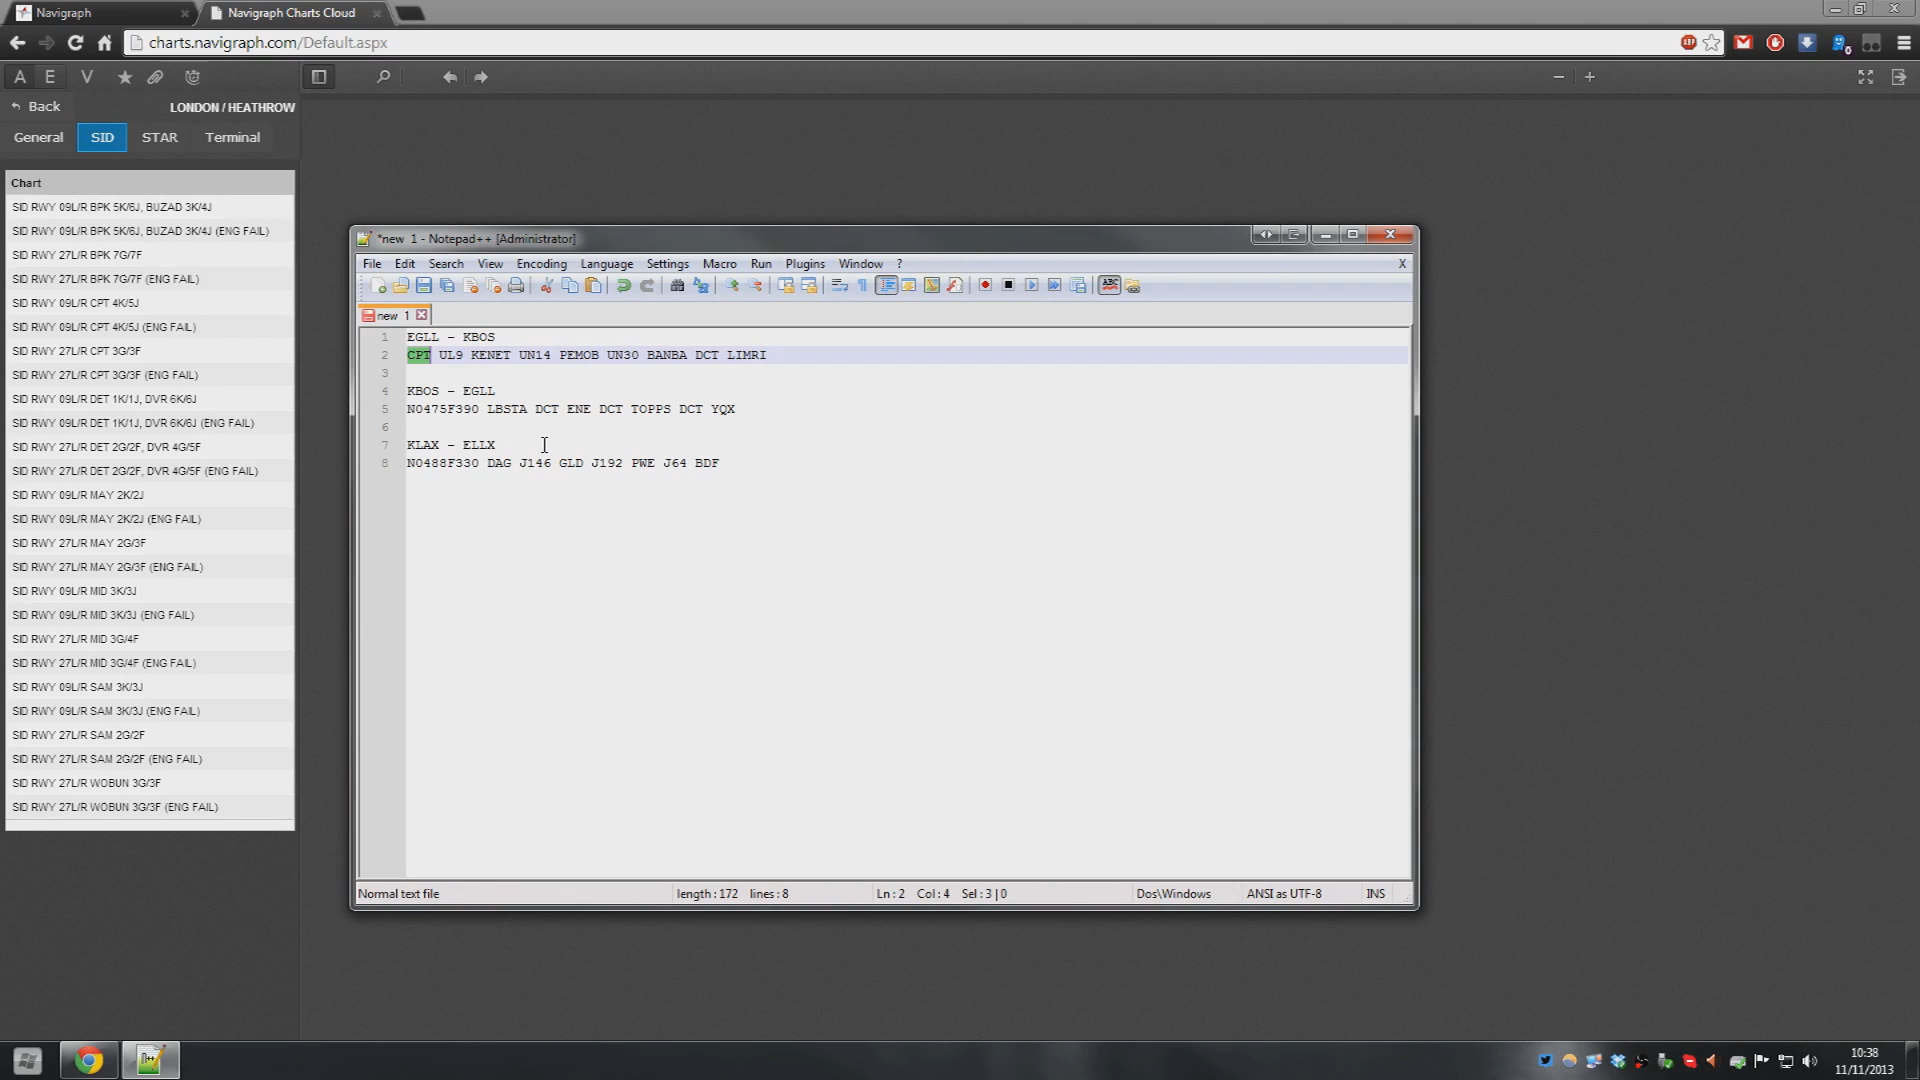 Navigraph
Navigraph Charts Cloud
charts.navigraph.com/Default.aspx
A E V
Back
LONDON / HEATHROW
General SID STAR Terminal
Chart
SID RWY 09L/R BPK 5K/6J, BUZAD 3K/4J
SID RWY 09L/R BPK 5K/6J, BUZAD 3K/4J (ENG FAIL)
SID RWY 27L/R BPK 7G/7F
SID RWY 27L/R BPK 7G/7F (ENG FAIL)
SID RWY 09L/R CPT 4K/5J
SID RWY 09L/R CPT 4K/5J (ENG FAIL)
SID RWY 27L/R CPT 3G/3F
SID RWY 27L/R CPT 3G/3F (ENG FAIL)
SID RWY 09L/R DET 1K/1J, DVR 6K/6J
SID RWY 09L/R DET 1K/1J, DVR 6K/6J (ENG FAIL)
SID RWY 27L/R DET 2G/2F, DVR 4G/5F
SID RWY 27L/R DET 2G/2F, DVR 4G/5F (ENG FAIL)
SID RWY 09L/R MAY 2K/2J
SID RWY 09L/R MAY 2K/2J (ENG FAIL)
SID RWY 27L/R MAY 2G/3F
SID RWY 27L/R MAY 2G/3F (ENG FAIL)
SID RWY 09L/R MID 3K/3J
SID RWY 09L/R MID 3K/3J (ENG FAIL)
SID RWY 27L/R MID 3G/4F
SID RWY 27L/R MID 3G/4F (ENG FAIL)
SID RWY 09L/R SAM 3K/3J
SID RWY 09L/R SAM 3K/3J (ENG FAIL)
SID RWY 27L/R SAM 2G/2F
SID RWY 27L/R SAM 2G/2F (ENG FAIL)
SID RWY 27L/R WOBUN 3G/3F
SID RWY 27L/R WOBUN 3G/3F (ENG FAIL)
*new 1 - Notepad++ [Administrator]
File Edit Search View Encoding Language Settings Macro Run Plugins Window ? X
ABC
new 1
1 EGLL - KBOS
2 CPT UL9 KENET UN14 PEMOB UN30 BANBA DCT LIMRI
3
4 KBOS - EGLL
5 N0475F390 LBSTA DCT ENE DCT TOPPS DCT YQX
6
7 KLAX - ELLX
8 N0488F330 DAG J146 GLD J192 PWE J64 BDF
Normal text file length : 172 lines : 8 Ln : 2 Col : 4 Sel : 3 | 0 Dos\Windows ANSI as UTF-8 INS
10:38
11/11/2013